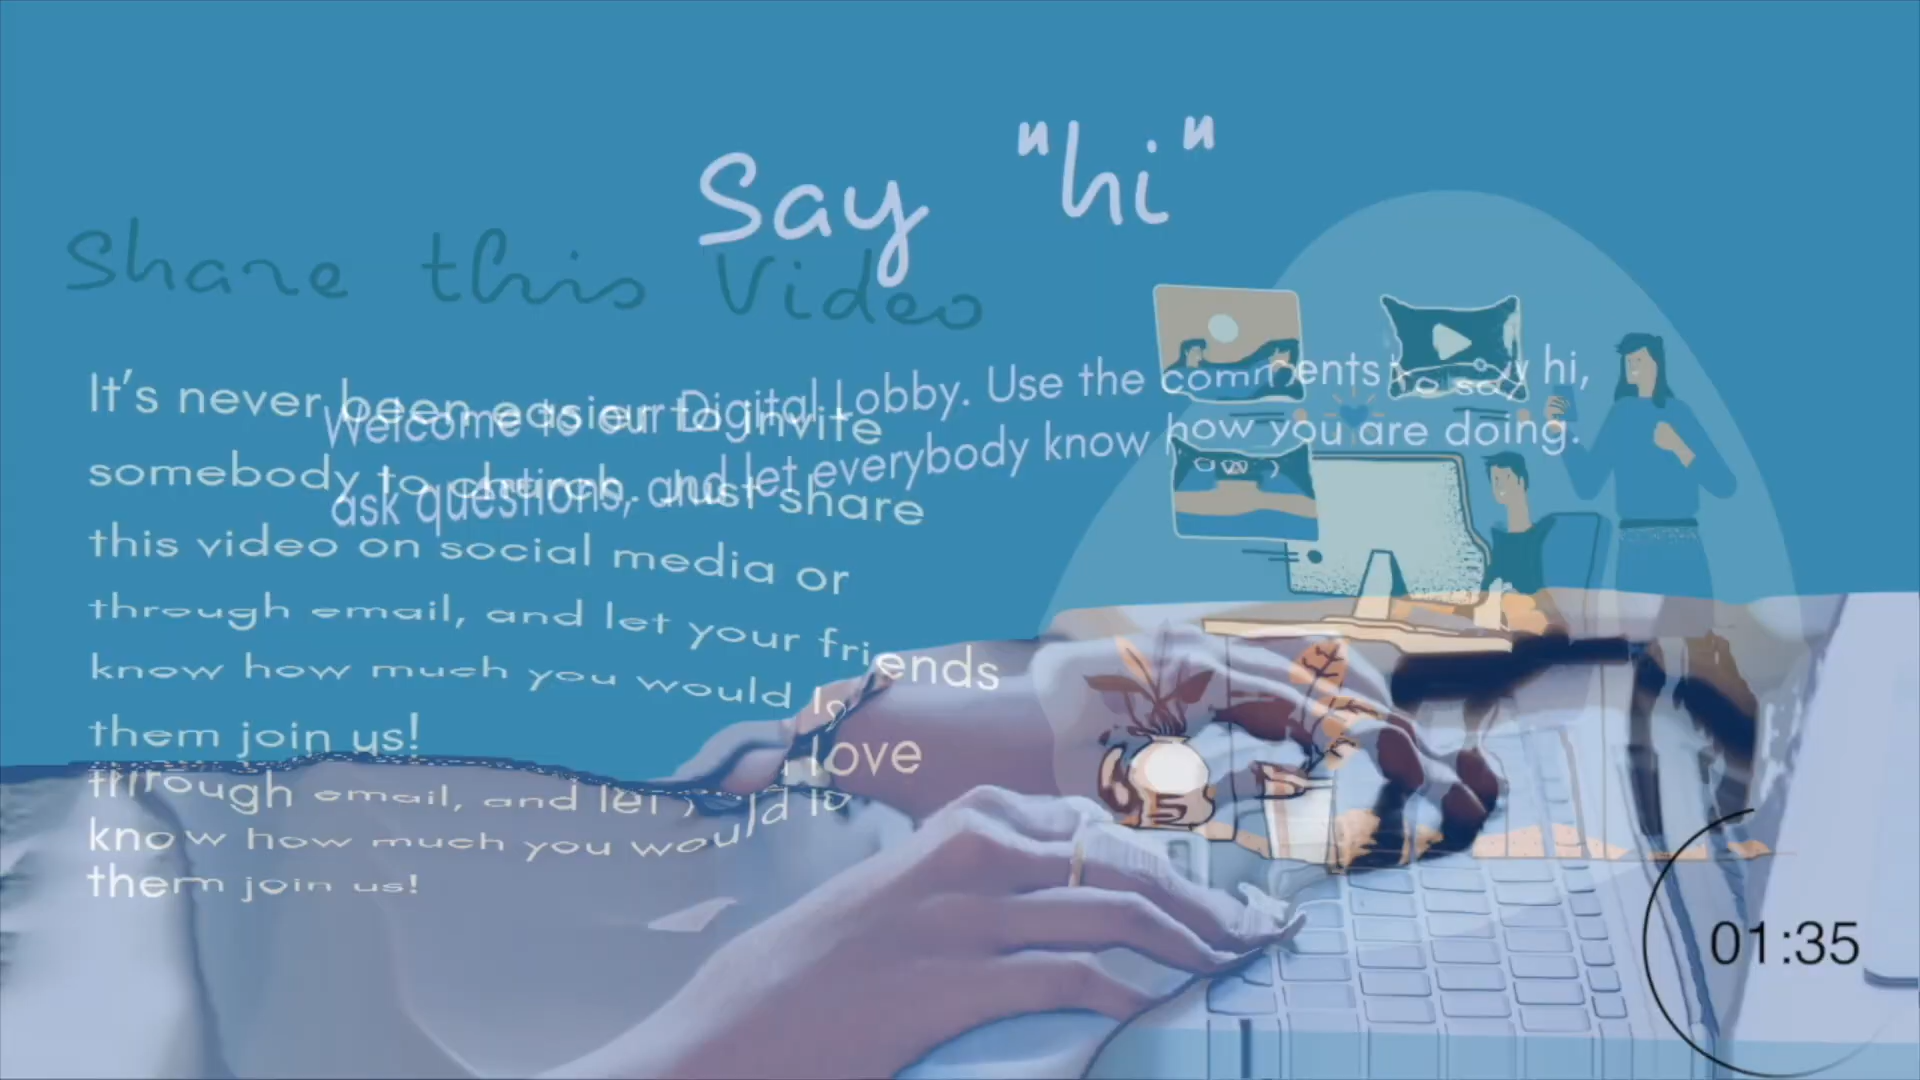 Say "hi"
Share this Video
Welcome to our Digital Lobby. Use the comments to say hi,
ask questions, and let everybody know how you are doing.
It's never been easier to invite
somebody to church. Just share
this video on social media or
through email, and let your friends
know how much you would lo
them join us!
love
through email, and let y
know how much you would lo
them join us!
01:35